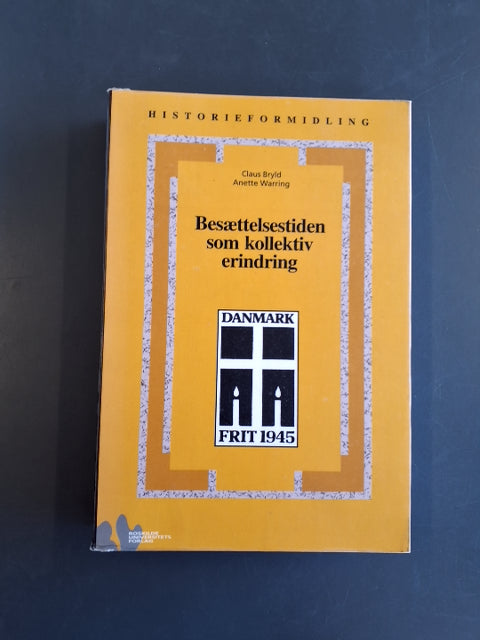 HISTORIEFORMIDLING
Claus Bryld
Anette Warring
Besættelsestiden
som kollektiv
erindring
DANMARK
FRIT 1945
ROSKILDE
UNIVERSITETS
FORLAG